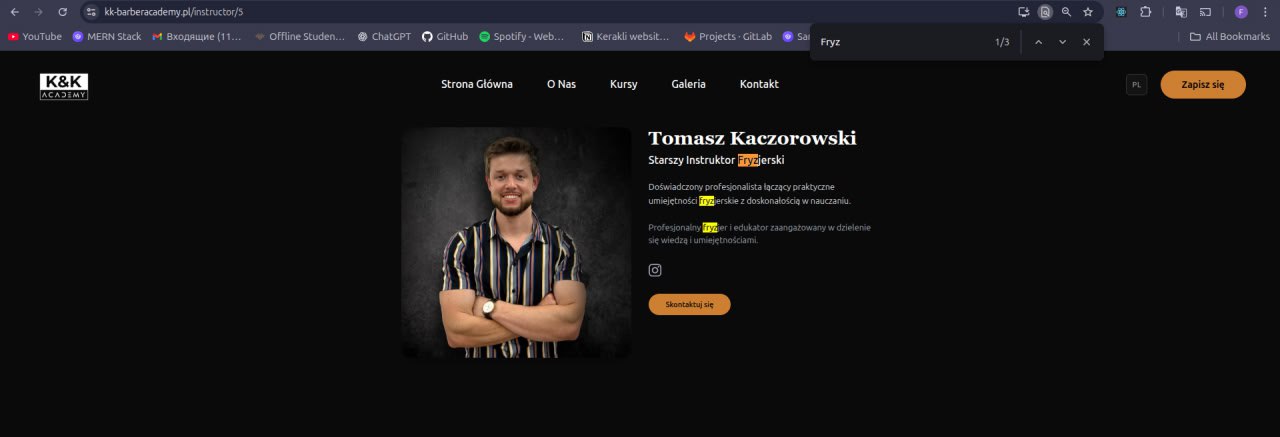 kk-barberacademy.pl/instructor/5
YouTube MERN Stack Входящие (11… Offline Studen… ChatGPT GitHub Spotify - Web… Kerakli websit… Projects · GitLab San All Bookmarks
Fryz 1/3
F
K&K
ACADEMY
Strona Główna O Nas Kursy Galeria Kontakt PL Zapisz się
Tomasz Kaczorowski
Starszy Instruktor Fryzjerski
Doświadczony profesjonalista łączący praktyczne
umiejętności fryzjerskie z doskonałością w nauczaniu.
Profesjonalny fryzjer i edukator zaangażowany w dzielenie
się wiedzą i umiejętnościami.
Skontaktuj się